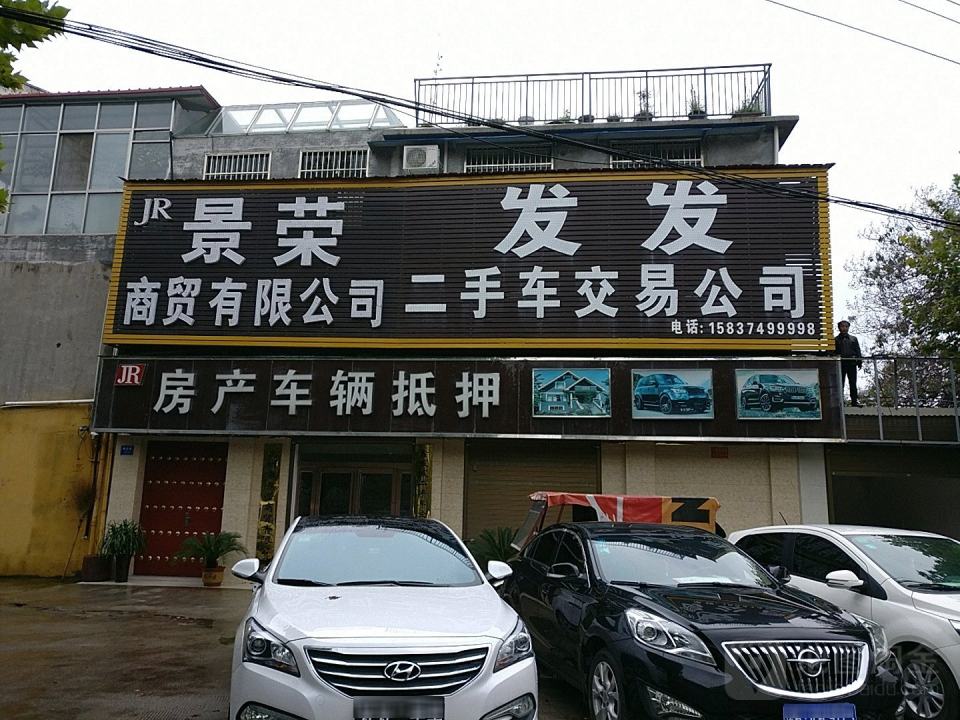 JR 景荣
商贸有限公司
发发
二手车交易公司
电话: 15837499998
JR 房产车辆抵押